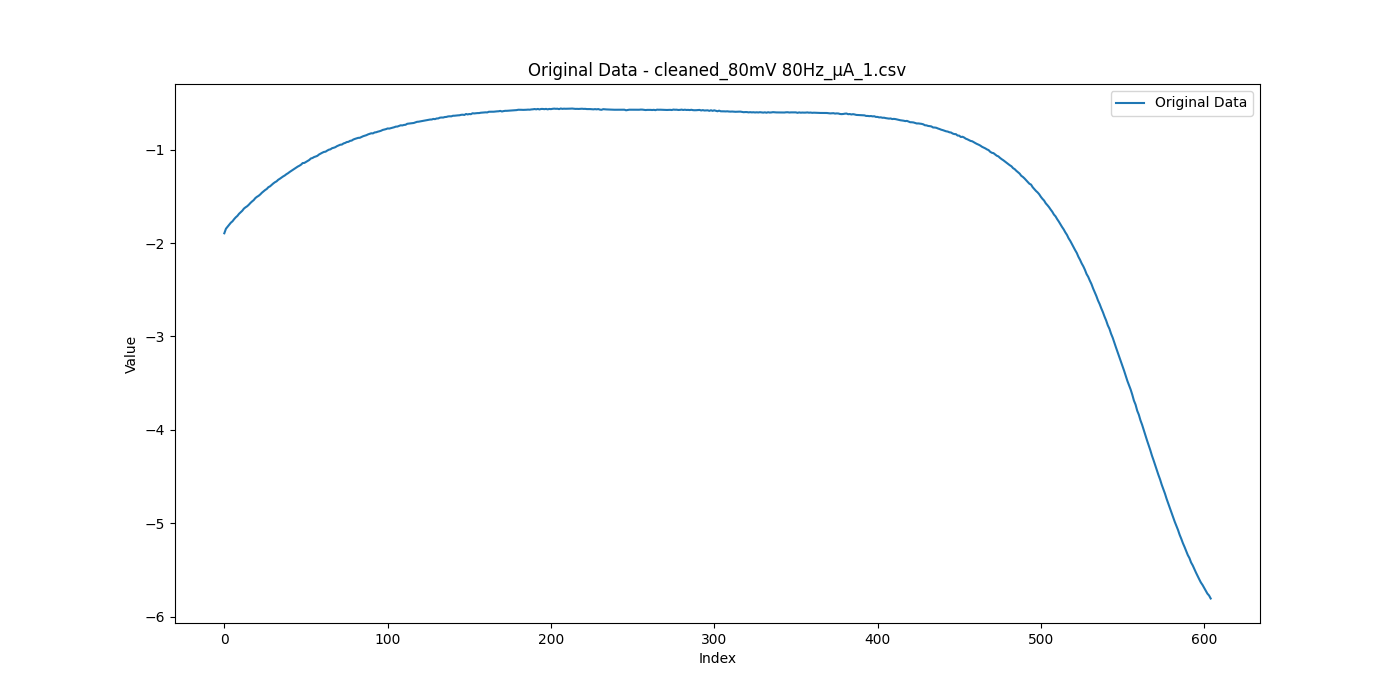 Original Data - cleaned_80mV 80Hz_μA_1.csv
Original Data
Value
−1
−2
−3
−4
−5
−6
0 100 200 300 400 500 600
Index